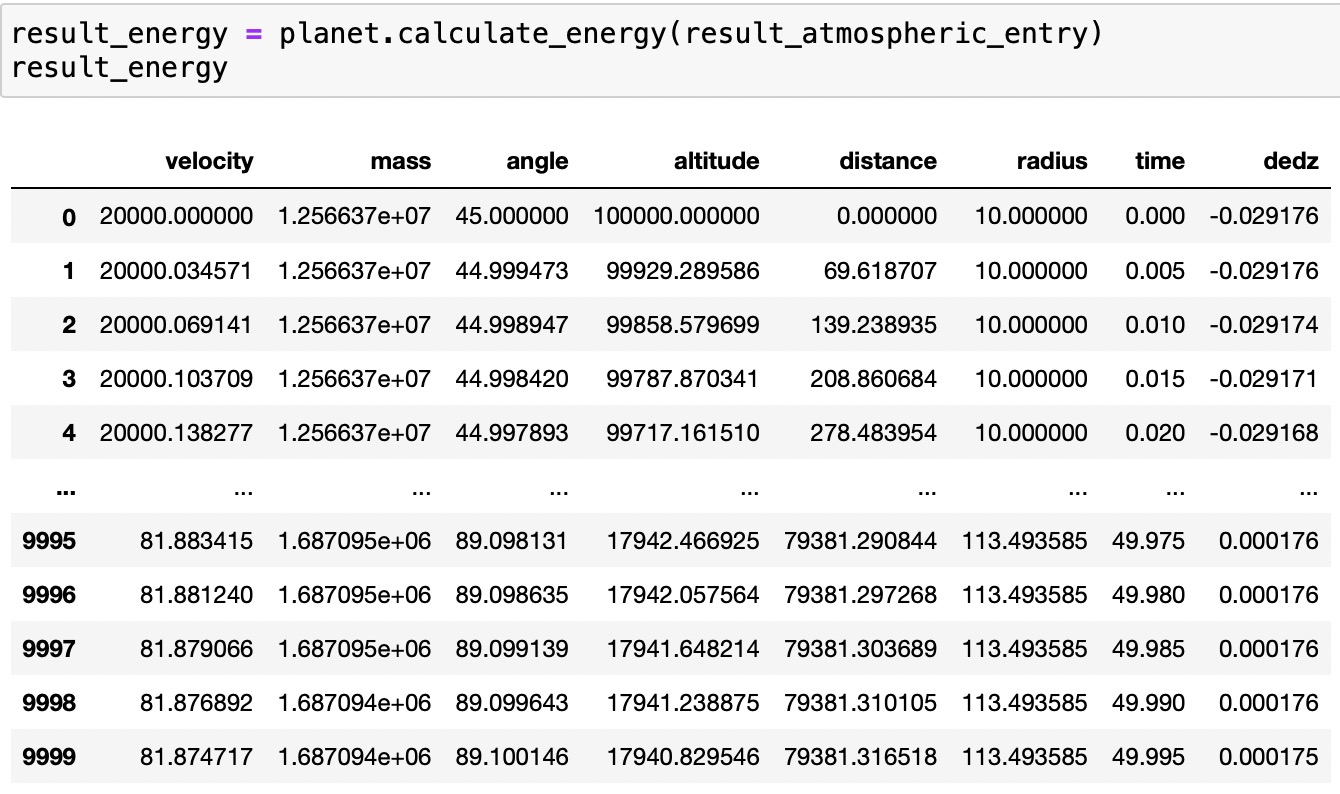 result_energy = planet.calculate_energy(result_atmospheric_entry)
result_energy
velocity mass angle altitude distance radius time dedz
0 20000.000000 1.256637e+07 45.000000 100000.000000 0.000000 10.000000 0.000 -0.029176
1 20000.034571 1.256637e+07 44.999473 99929.289586 69.618707 10.000000 0.005 -0.029176
2 20000.069141 1.256637e+07 44.998947 99858.579699 139.238935 10.000000 0.010 -0.029174
3 20000.103709 1.256637e+07 44.998420 99787.870341 208.860684 10.000000 0.015 -0.029171
4 20000.138277 1.256637e+07 44.997893 99717.161510 278.483954 10.000000 0.020 -0.029168
... ... ... ... ... ... ... ... ...
9995 81.883415 1.687095e+06 89.098131 17942.466925 79381.290844 113.493585 49.975 0.000176
9996 81.881240 1.687095e+06 89.098635 17942.057564 79381.297268 113.493585 49.980 0.000176
9997 81.879066 1.687095e+06 89.099139 17941.648214 79381.303689 113.493585 49.985 0.000176
9998 81.876892 1.687094e+06 89.099643 17941.238875 79381.310105 113.493585 49.990 0.000176
9999 81.874717 1.687094e+06 89.100146 17940.829546 79381.316518 113.493585 49.995 0.000175